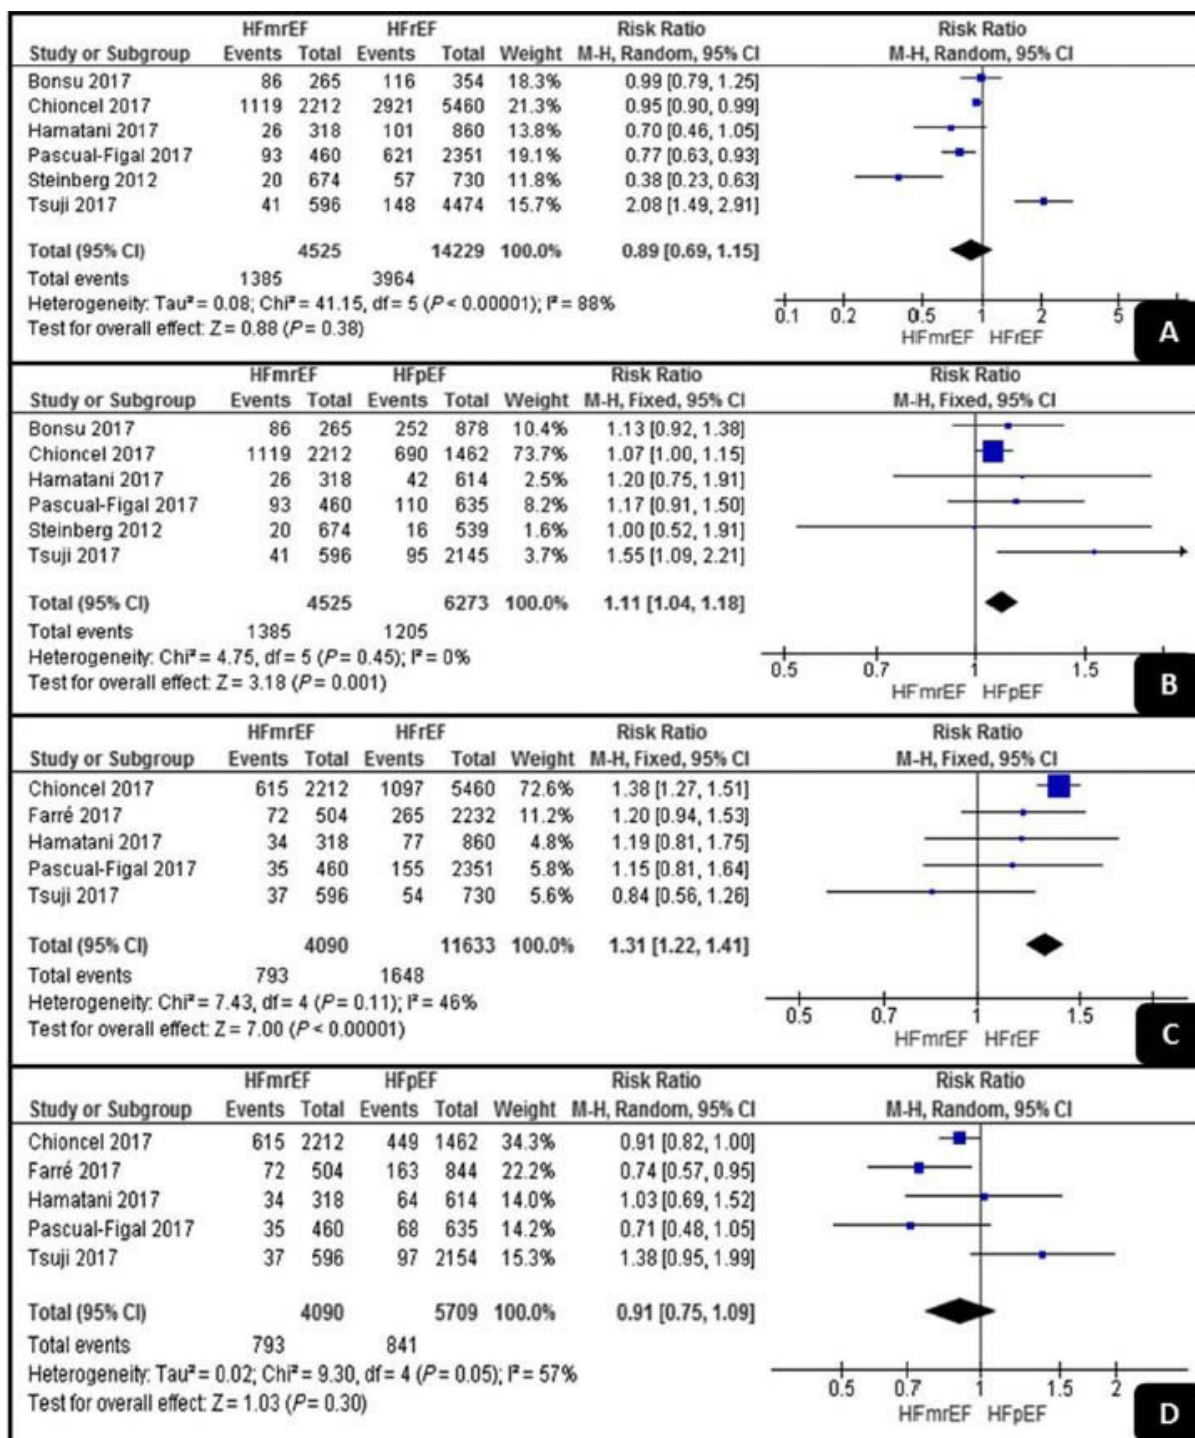 HFmrEF HFrEF Risk Ratio Risk Ratio
Study or Subgroup Events Total Events Total Weight M-H, Random, 95% CI M-H, Random, 95% CI
Bonsu 2017 86 265 116 354 18.3% 0.99 [0.79, 1.25]
Chioncel 2017 1119 2212 2921 5460 21.3% 0.95 [0.90, 0.99]
Hamatani 2017 26 318 101 860 13.8% 0.70 [0.46, 1.05]
Pascual-Figal 2017 93 460 621 2351 19.1% 0.77 [0.63, 0.93]
Steinberg 2012 20 674 57 730 11.8% 0.38 [0.23, 0.63]
Tsuji 2017 41 596 148 4474 15.7% 2.08 [1.49, 2.91]
Total (95% CI) 4525 14229 100.0% 0.89 [0.69, 1.15]
Total events 1385 3964
Heterogeneity: Tau² = 0.08; Chi² = 41.15, df = 5 (P < 0.00001); I² = 88%
Test for overall effect: Z = 0.88 (P = 0.38)
0.1 0.2 0.5 1 2 5
HFmrEF HFrEF
A
HFmrEF HFpEF Risk Ratio Risk Ratio
Study or Subgroup Events Total Events Total Weight M-H, Fixed, 95% CI M-H, Fixed, 95% CI
Bonsu 2017 86 265 252 878 10.4% 1.13 [0.92, 1.38]
Chioncel 2017 1119 2212 690 1462 73.7% 1.07 [1.00, 1.15]
Hamatani 2017 26 318 42 614 2.5% 1.20 [0.75, 1.91]
Pascual-Figal 2017 93 460 110 635 8.2% 1.17 [0.91, 1.50]
Steinberg 2012 20 674 16 539 1.6% 1.00 [0.52, 1.91]
Tsuji 2017 41 596 95 2145 3.7% 1.55 [1.09, 2.21]
Total (95% CI) 4525 6273 100.0% 1.11 [1.04, 1.18]
Total events 1385 1205
Heterogeneity: Chi² = 4.75, df = 5 (P = 0.45); I² = 0%
Test for overall effect: Z = 3.18 (P = 0.001)
0.5 0.7 1 1.5
HFmrEF HFpEF
B
HFmrEF HFrEF Risk Ratio Risk Ratio
Study or Subgroup Events Total Events Total Weight M-H, Fixed, 95% CI M-H, Fixed, 95% CI
Chioncel 2017 615 2212 1097 5460 72.6% 1.38 [1.27, 1.51]
Farré 2017 72 504 265 2232 11.2% 1.20 [0.94, 1.53]
Hamatani 2017 34 318 77 860 4.8% 1.19 [0.81, 1.75]
Pascual-Figal 2017 35 460 155 2351 5.8% 1.15 [0.81, 1.64]
Tsuji 2017 37 596 54 730 5.6% 0.84 [0.56, 1.26]
Total (95% CI) 4090 11633 100.0% 1.31 [1.22, 1.41]
Total events 793 1648
Heterogeneity: Chi² = 7.43, df = 4 (P = 0.11); I² = 46%
Test for overall effect: Z = 7.00 (P < 0.00001)
0.5 0.7 1 1.5
HFmrEF HFrEF
C
HFmrEF HFpEF Risk Ratio Risk Ratio
Study or Subgroup Events Total Events Total Weight M-H, Random, 95% CI M-H, Random, 95% CI
Chioncel 2017 615 2212 449 1462 34.3% 0.91 [0.82, 1.00]
Farré 2017 72 504 163 844 22.2% 0.74 [0.57, 0.95]
Hamatani 2017 34 318 64 614 14.0% 1.03 [0.69, 1.52]
Pascual-Figal 2017 35 460 68 635 14.2% 0.71 [0.48, 1.05]
Tsuji 2017 37 596 97 2154 15.3% 1.38 [0.95, 1.99]
Total (95% CI) 4090 5709 100.0% 0.91 [0.75, 1.09]
Total events 793 841
Heterogeneity: Tau² = 0.02; Chi² = 9.30, df = 4 (P = 0.05); I² = 57%
Test for overall effect: Z = 1.03 (P = 0.30)
0.5 0.7 1 1.5 2
HFmrEF HFpEF
D